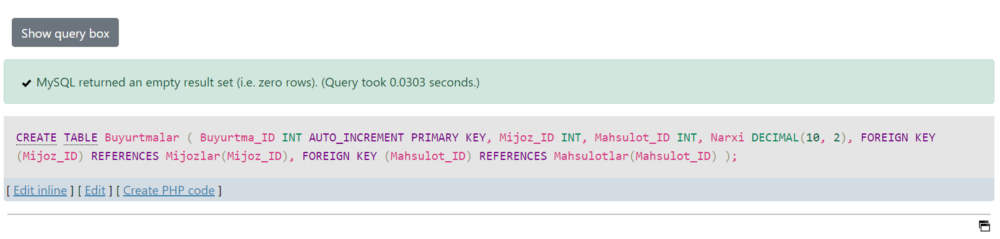 Show query box
MySQL returned an empty result set (i.e. zero rows). (Query took 0.0303 seconds.)
CREATE TABLE Buyurtmalar ( Buyurtma_ID INT AUTO_INCREMENT PRIMARY KEY, Mijoz_ID INT, Mahsulot_ID INT, Narxi DECIMAL(10, 2), FOREIGN KEY
(Mijoz_ID) REFERENCES Mijozlar(Mijoz_ID), FOREIGN KEY (Mahsulot_ID) REFERENCES Mahsulotlar(Mahsulot_ID) );
[ Edit inline ] [ Edit ] [ Create PHP code ]